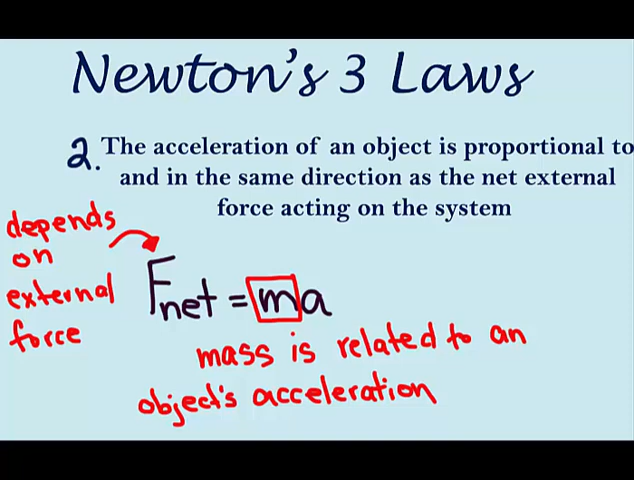 Newton's 3 Laws
2. The acceleration of an object is proportional to
and in the same direction as the net external
force acting on the system
depends
on
external
force
Fnet = ma
mass is related to an
object's acceleration